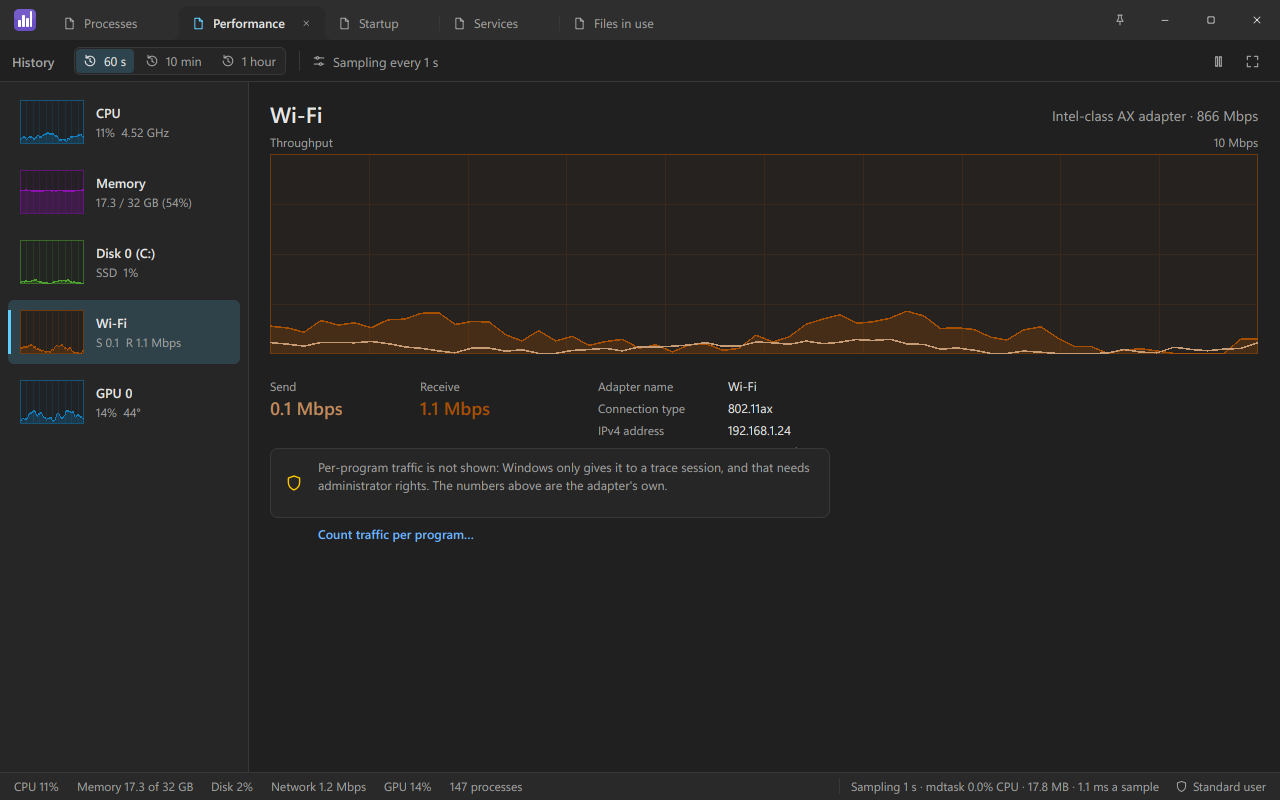 Processes
Performance
Startup
Services
Files in use
History
60 s
10 min
1 hour
Sampling every 1 s
CPU
11% 4.52 GHz
Memory
17.3 / 32 GB (54%)
Disk 0 (C:)
SSD 1%
Wi-Fi
S 0.1 R 1.1 Mbps
GPU 0
14% 44°
Wi-Fi
Intel-class AX adapter · 866 Mbps
Throughput
10 Mbps
Send
0.1 Mbps
Receive
1.1 Mbps
Adapter name
Wi-Fi
Connection type
802.11ax
IPv4 address
192.168.1.24
Per-program traffic is not shown: Windows only gives it to a trace session, and that needs
administrator rights. The numbers above are the adapter's own.
Count traffic per program...
CPU 11%
Memory 17.3 of 32 GB
Disk 2%
Network 1.2 Mbps
GPU 14%
147 processes
Sampling 1 s · mdtask 0.0% CPU · 17.8 MB · 1.1 ms a sample
Standard user